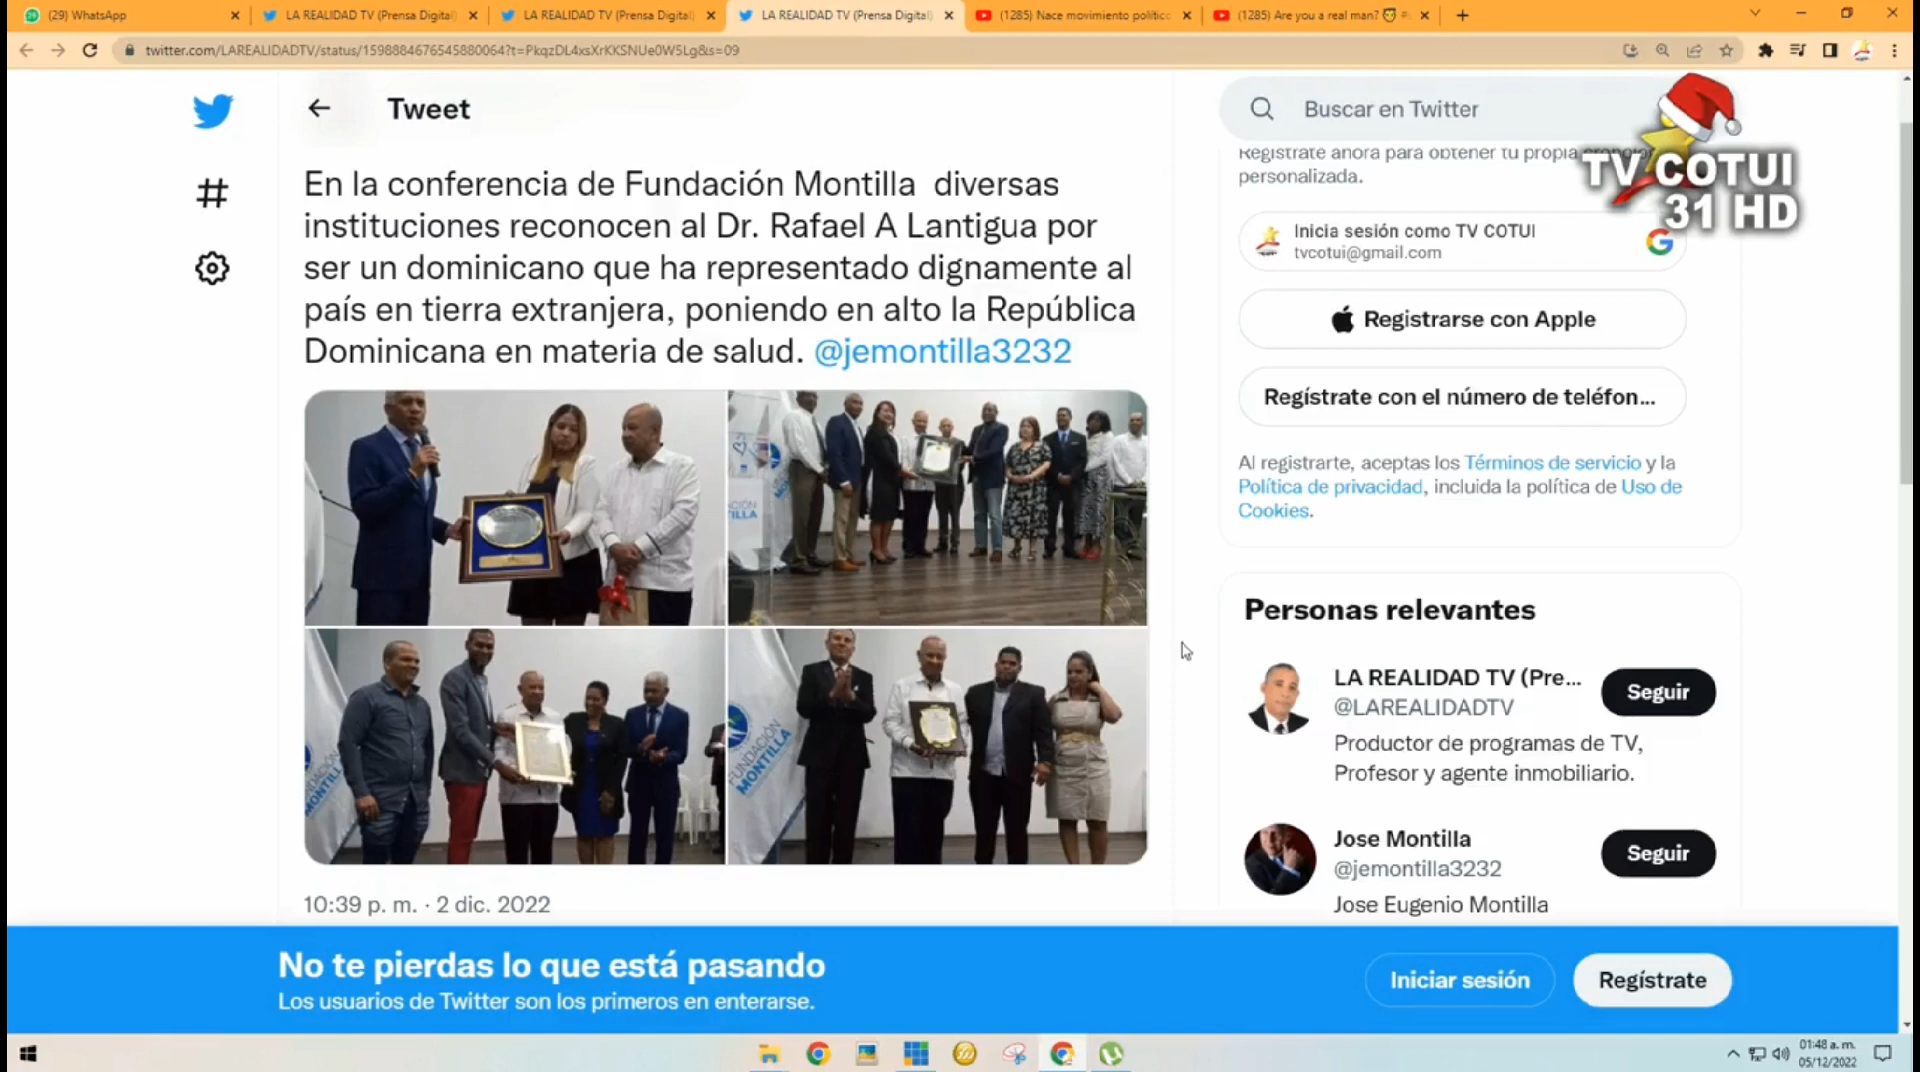 (29) WhatsApp
LA REALIDAD TV (Prensa Digital)
LA REALIDAD TV (Prensa Digital)
LA REALIDAD TV (Prensa Digital)
(1285) Nace movimiento político
(1285) Are you a real man?
twitter.com/LAREALIDADTV/status/1598884676545880064?t=PkqzDL4xsXrKKSNUe0W5Lg&s=09
Tweet
Buscar en Twitter
En la conferencia de Fundación Montilla diversas
instituciones reconocen al Dr. Rafael A Lantigua por
ser un dominicano que ha representado dignamente al
país en tierra extranjera, poniendo en alto la República
Dominicana en materia de salud. @jemontilla3232
FUNDACIÓN
MONTILLA
10:39 p. m. · 2 dic. 2022
Regístrate ahora para obtener tu propia cronolo
personalizada.
TV COTUI
31 HD
Inicia sesión como TV COTUI
tvcotui@gmail.com
Registrarse con Apple
Regístrate con el número de teléfon...
Al registrarte, aceptas los Términos de servicio y la
Política de privacidad, incluida la política de Uso de
Cookies.
Personas relevantes
LA REALIDAD TV (Pre...
@LAREALIDADTV
Seguir
Productor de programas de TV,
Profesor y agente inmobiliario.
Jose Montilla
@jemontilla3232
Seguir
Jose Eugenio Montilla
No te pierdas lo que está pasando
Los usuarios de Twitter son los primeros en enterarse.
Iniciar sesión
Regístrate
01:48 a. m.
05/12/2022